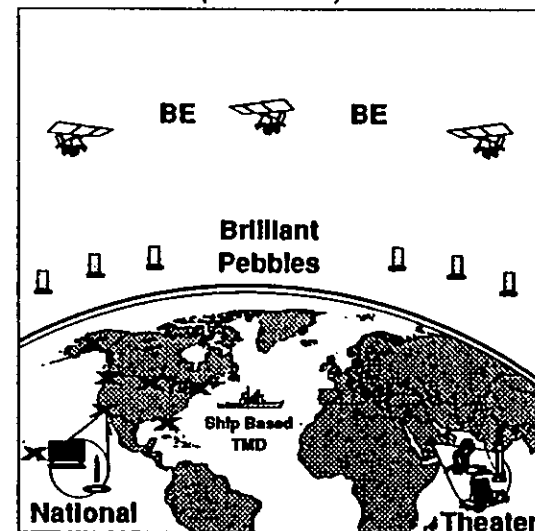 BE BE
Brilliant
Pebbles
Ship Based
TMD
National
Theater